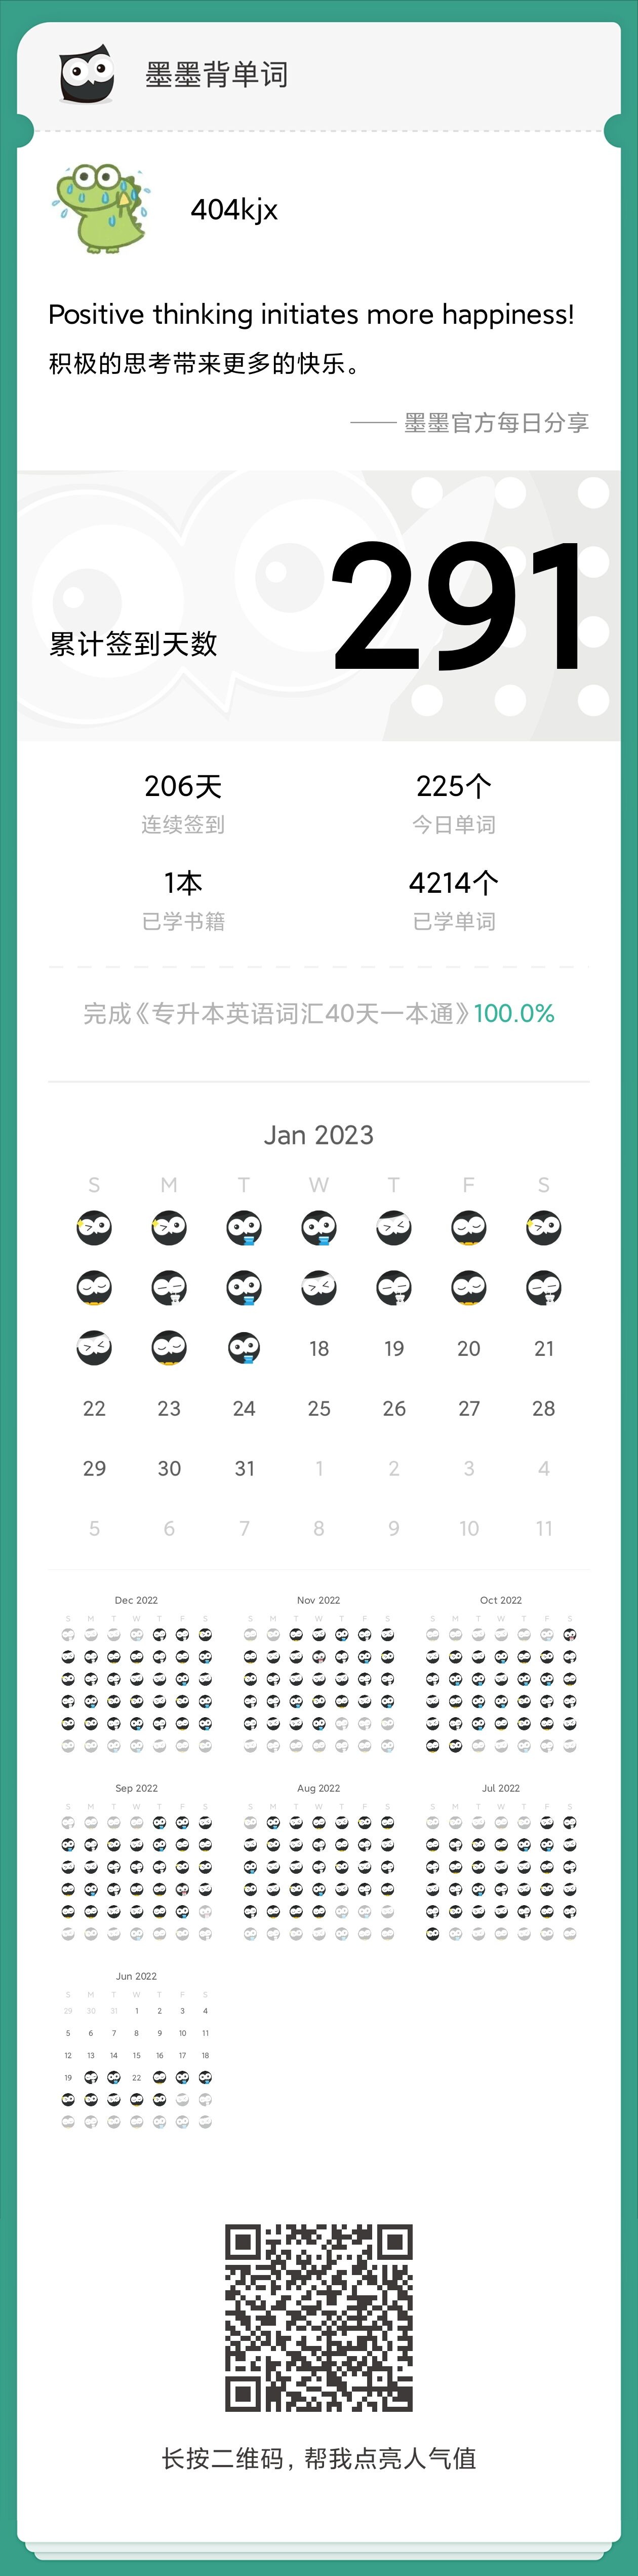 墨墨背单词
404kjx
Positive thinking initiates more happiness!
积极的思考带来更多的快乐。
—— 墨墨官方每日分享
累计签到天数
291
206天 225个
连续签到 今日单词
1本 4214个
已学书籍 已学单词
完成《专升本英语词汇40天一本通》100.0%
Jan 2023
S M T W T F S
18 19 20 21
22 23 24 25 26 27 28
29 30 31 1 2 3 4
5 6 7 8 9 10 11
Dec 2022 Nov 2022 Oct 2022
S M T W T F S S M T W T F S S M T W T F S
Sep 2022 Aug 2022 Jul 2022
S M T W T F S S M T W T F S S M T W T F S
Jun 2022
S M T W T F S
29 30 31 1 2 3 4
5 6 7 8 9 10 11
12 13 14 15 16 17 18
19 22
长按二维码, 帮我点亮人气值